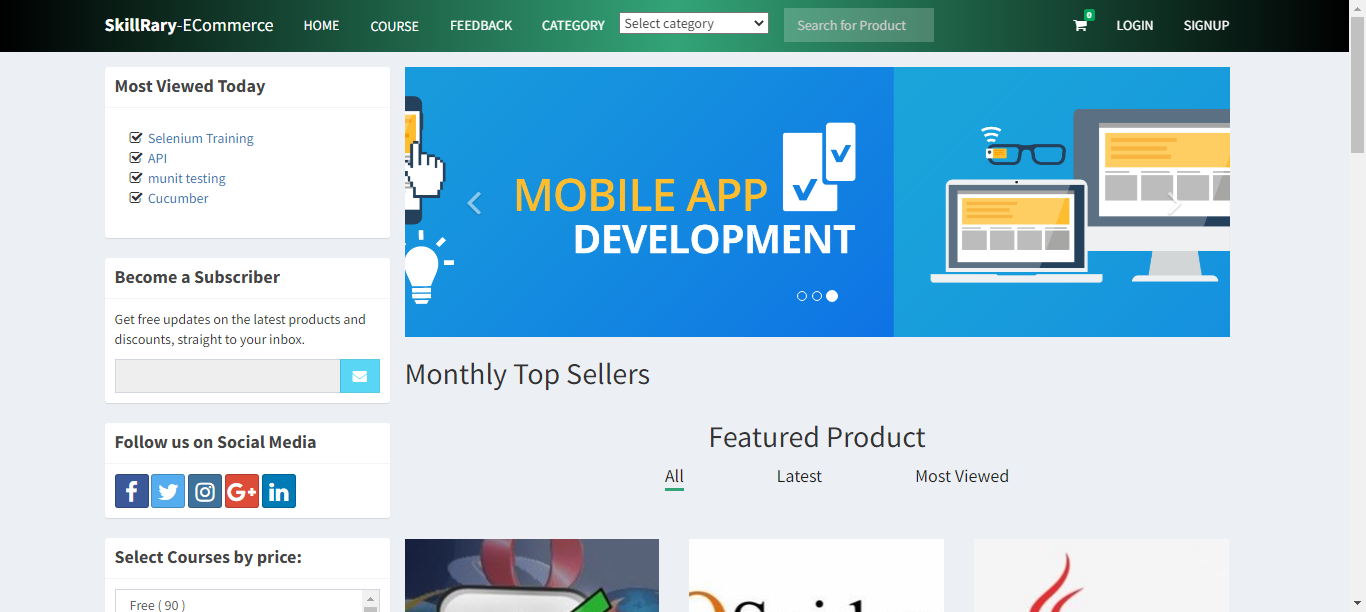 SkillRary-ECommerce HOME COURSE FEEDBACK CATEGORY Select category Search for Product 0 LOGIN SIGNUP
Most Viewed Today
Selenium Training
API
munit testing
Cucumber
Become a Subscriber
Get free updates on the latest products and
discounts, straight to your inbox.
Follow us on Social Media
f G+ in
Select Courses by price:
Free ( 90 )
MOBILE APP
DEVELOPMENT
Monthly Top Sellers
Featured Product
All Latest Most Viewed